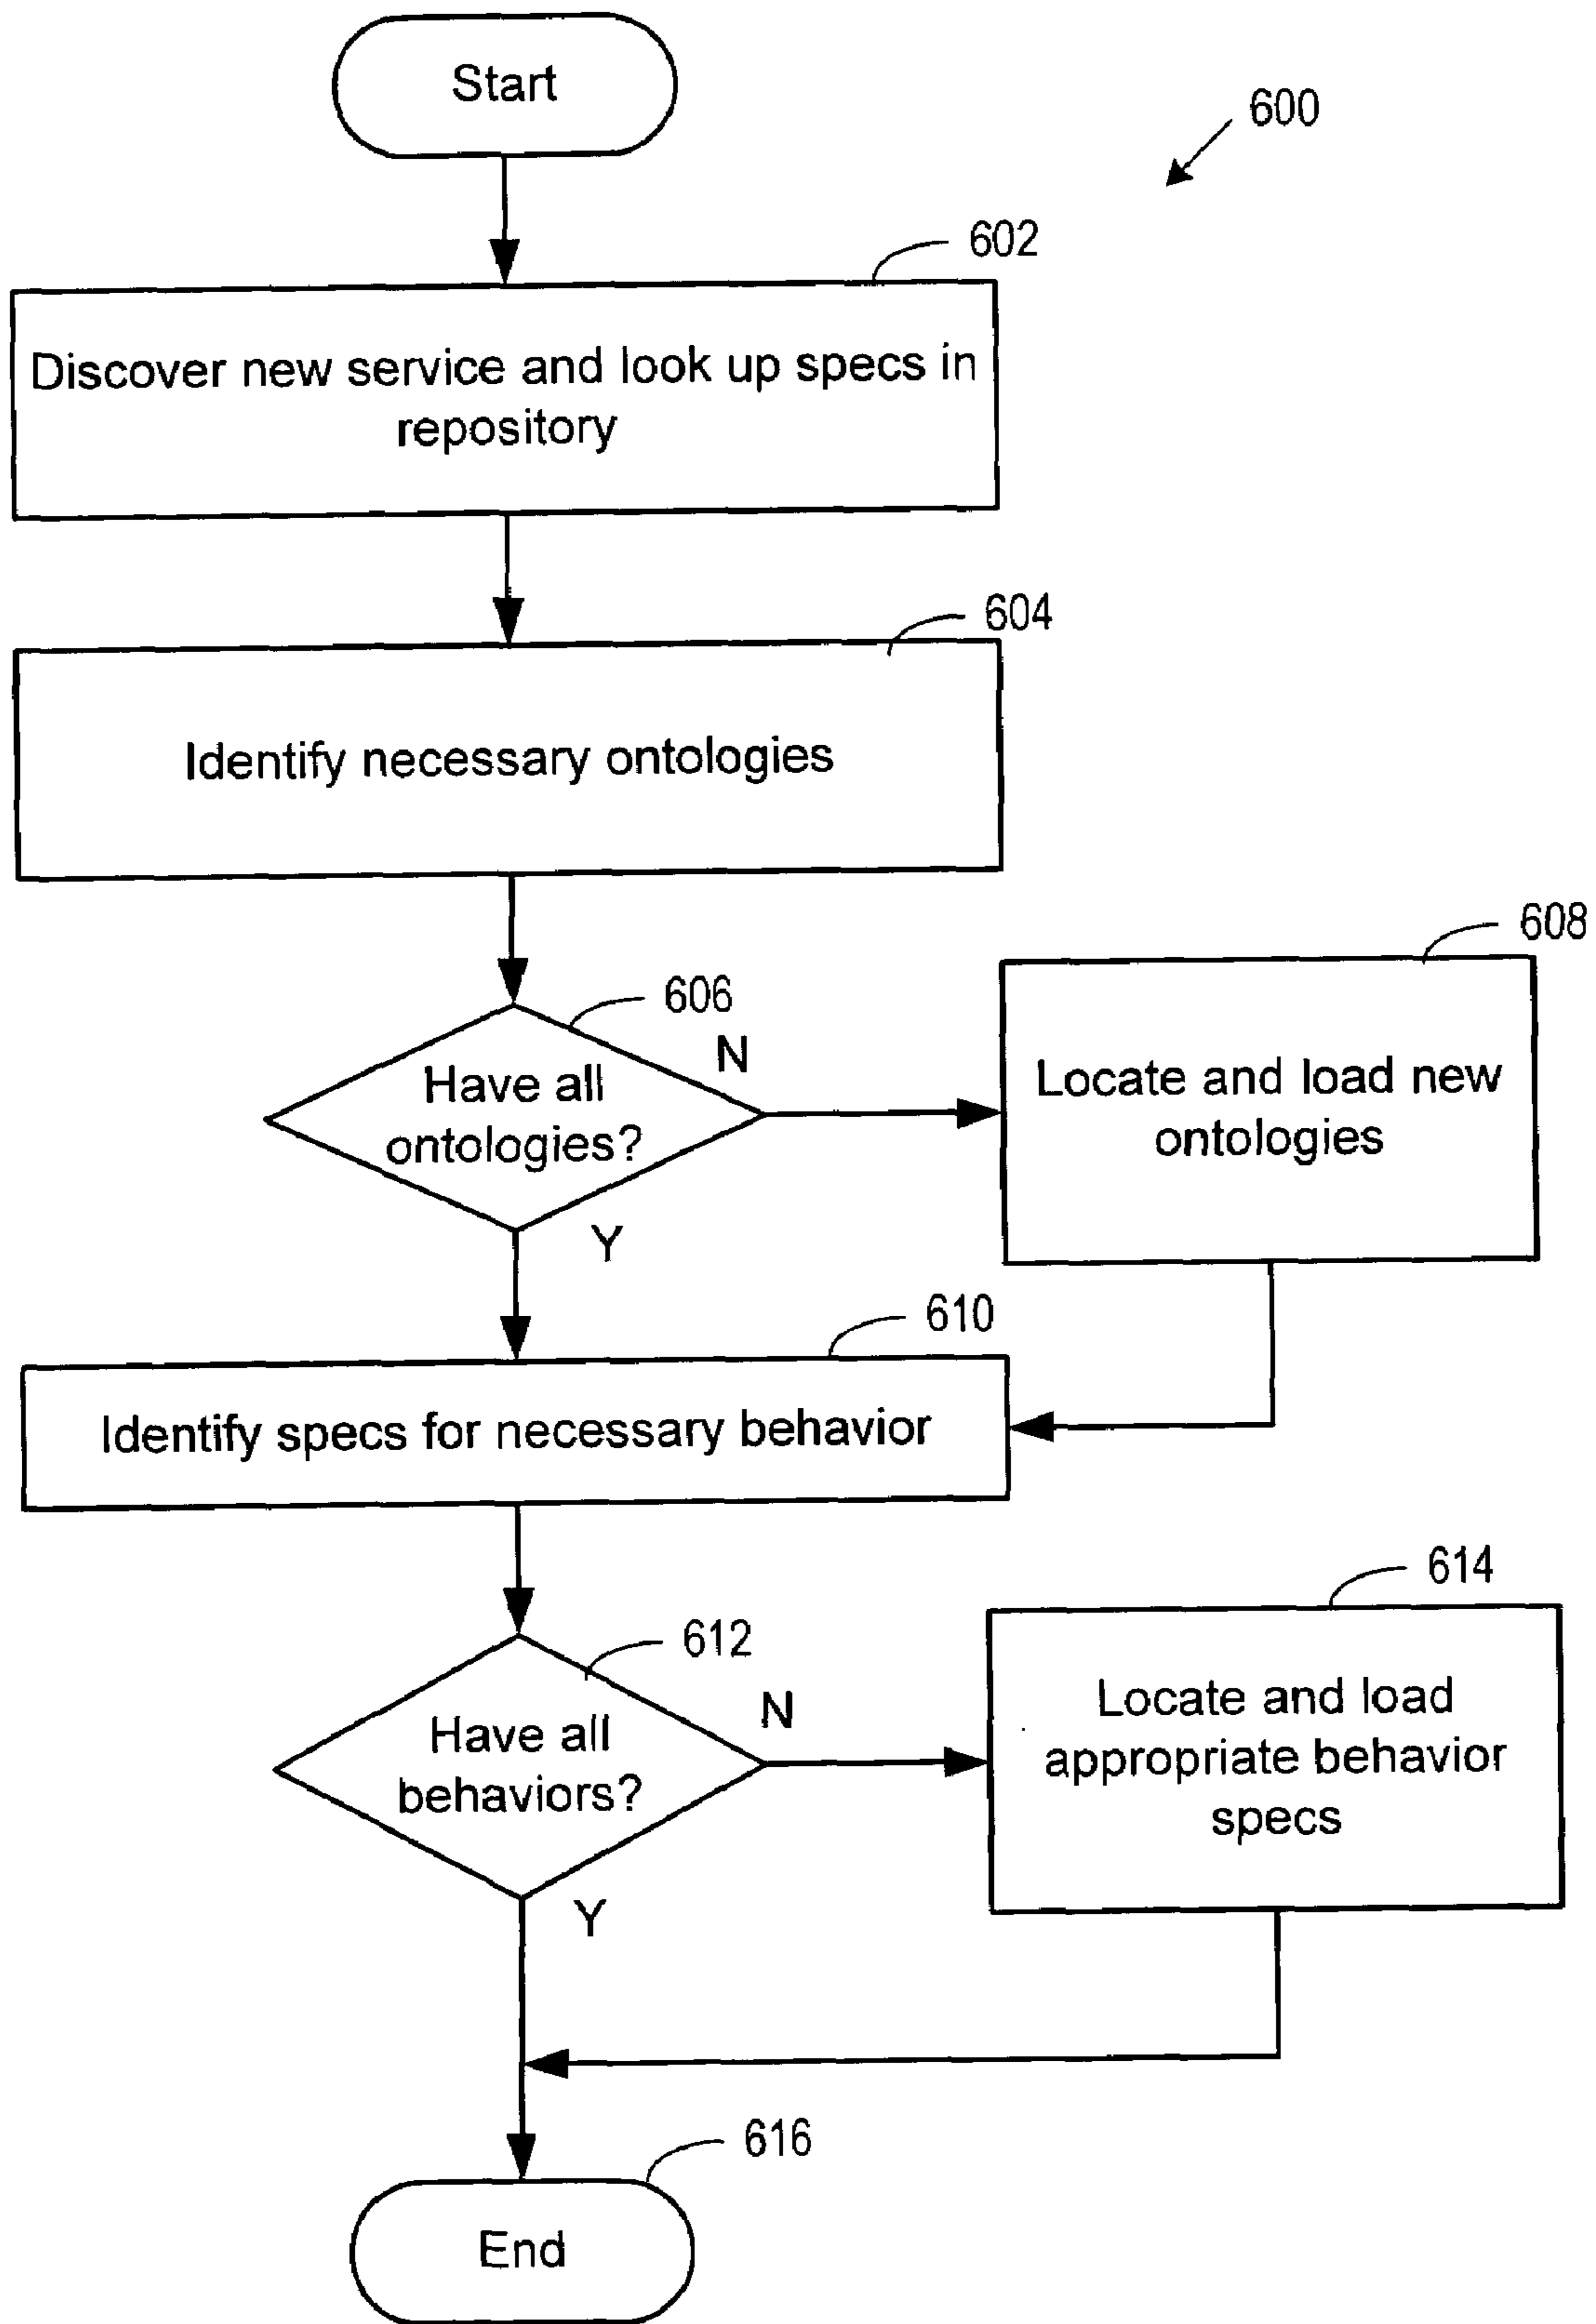 Start
600
602
Discover new service and look up specs in
repository
604
Identify necessary ontologies
608
606
N
Have all
ontologies?
Locate and load new
ontologies
Y
610
Identify specs for necessary behavior
614
612
N
Have all
behaviors?
Locate and load
appropriate behavior
specs
Y
616
End